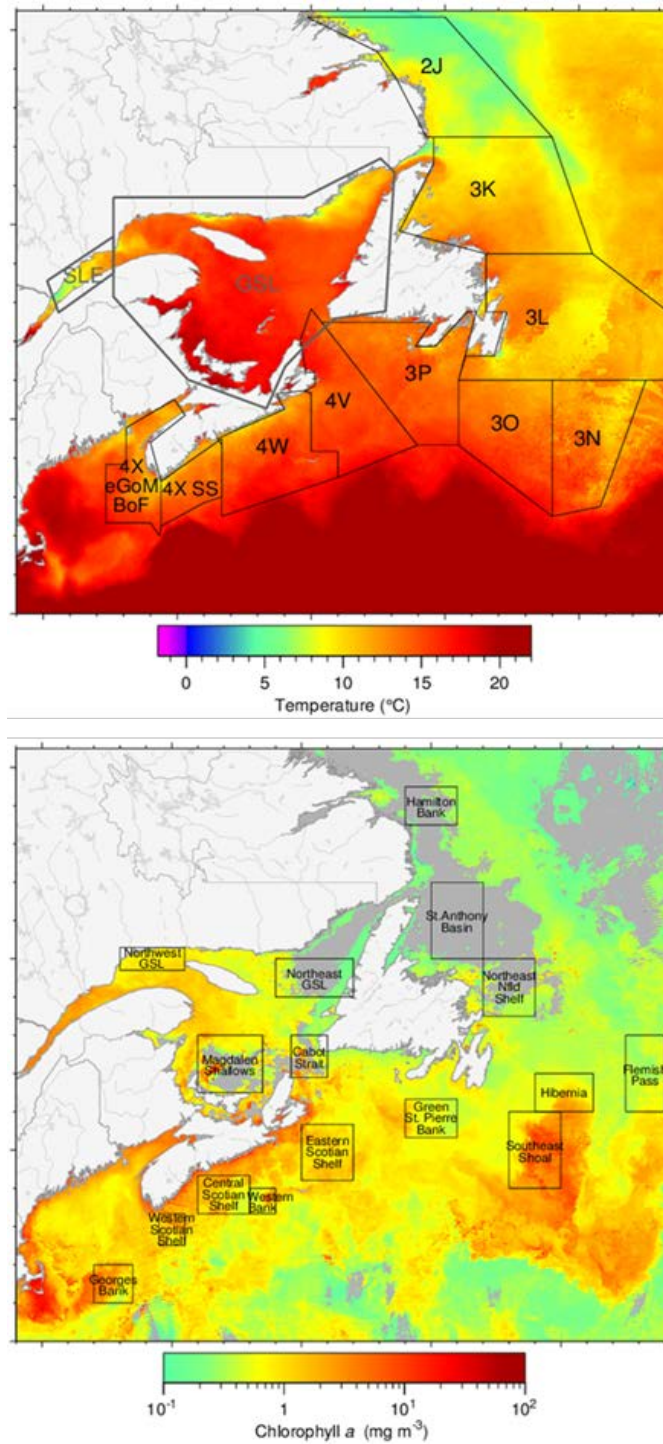 2J
3K
SLE
GSL
3L
3P
4V
3O
3N
4W
4X
eGoM
BoF
4X SS
0 5 10 15 20
Temperature (°C)
Hamilton
Bank
St.Anthony
Basin
Northwest
GSL
Northeast
GSL
Northeast
Nfld
Shelf
Magdalen
Shallows
Cabot
Strait
Flemish
Pass
Hibernia
Green
St. Pierre
Bank
Eastern
Scotian
Shelf
Southeast
Shoal
Central
Scotian
Shelf
Western
Bank
Western
Scotian
Shelf
Georges
Bank
10⁻¹ 1 10¹ 10²
Chlorophyll a (mg m⁻³)